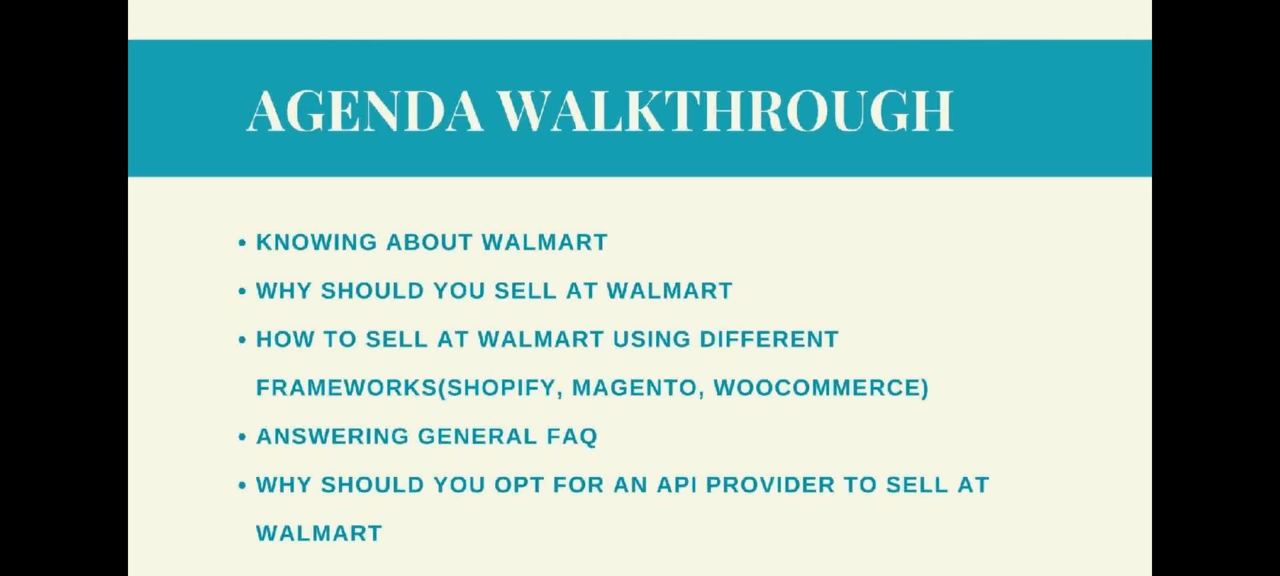 AGENDA WALKTHROUGH
• KNOWING ABOUT WALMART
• WHY SHOULD YOU SELL AT WALMART
• HOW TO SELL AT WALMART USING DIFFERENT
FRAMEWORKS(SHOPIFY, MAGENTO, WOOCOMMERCE)
• ANSWERING GENERAL FAQ
• WHY SHOULD YOU OPT FOR AN API PROVIDER TO SELL AT
WALMART